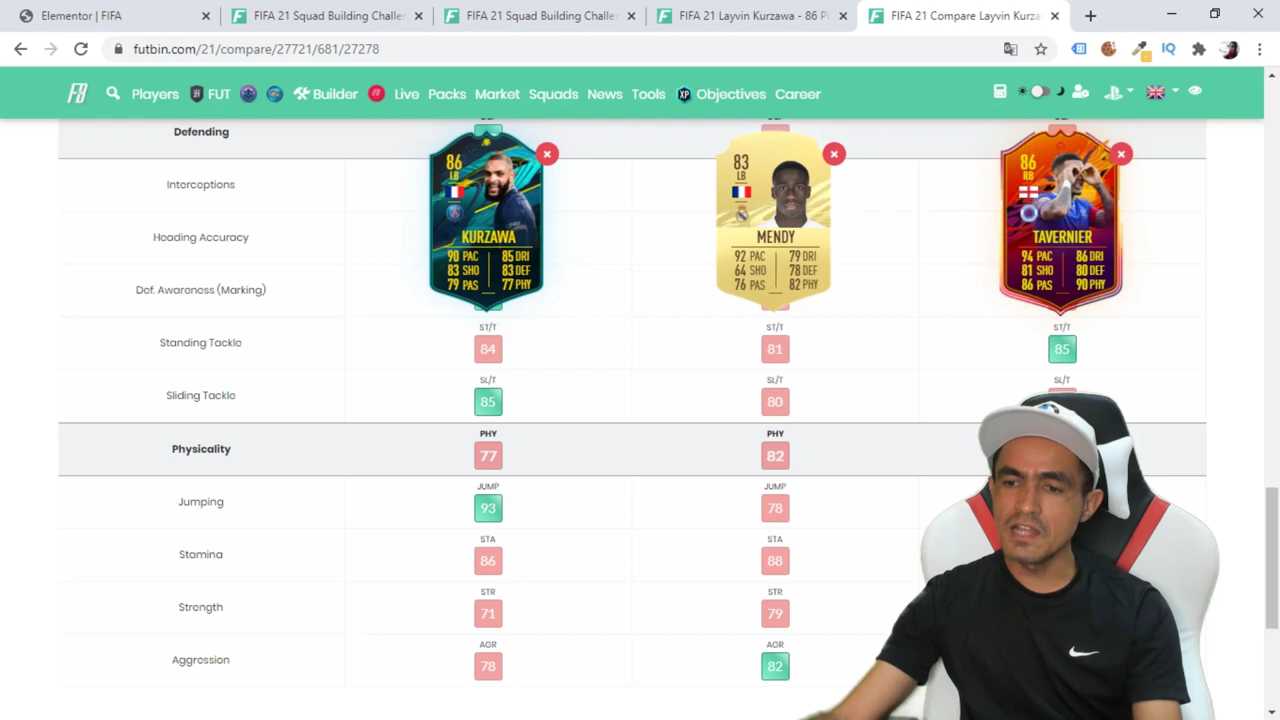 Elementor | FIFA
FIFA 21 Squad Building Challe
FIFA 21 Squad Building Challe
FIFA 21 Layvin Kurzawa - 86 P
FIFA 21 Compare Layvin Kurza
futbin.com/21/compare/27721/681/27278
IQ
Players
FUT
Builder
Live
Packs
Market
Squads
News
Tools
XP
Objectives
Career
Defending
86
LB
KURZAWA
90 PAC 85 DRI
83 SHO 83 DEF
79 PAS 77 PHY
83
LB
MENDY
92 PAC 79 DRI
64 SHO 78 DEF
76 PAS 82 PHY
86
RB
TAVERNIER
94 PAC 86 DRI
81 SHO 80 DEF
86 PAS 90 PHY
Interceptions
Heading Accuracy
Def. Awareness (Marking)
Standing Tackle
ST/T
84
ST/T
81
ST/T
85
Sliding Tackle
SL/T
85
SL/T
80
SL/T
Physicality
PHY
77
PHY
82
Jumping
JUMP
93
JUMP
78
Stamina
STA
86
STA
88
Strength
STR
71
STR
79
Aggression
AGR
78
AGR
82